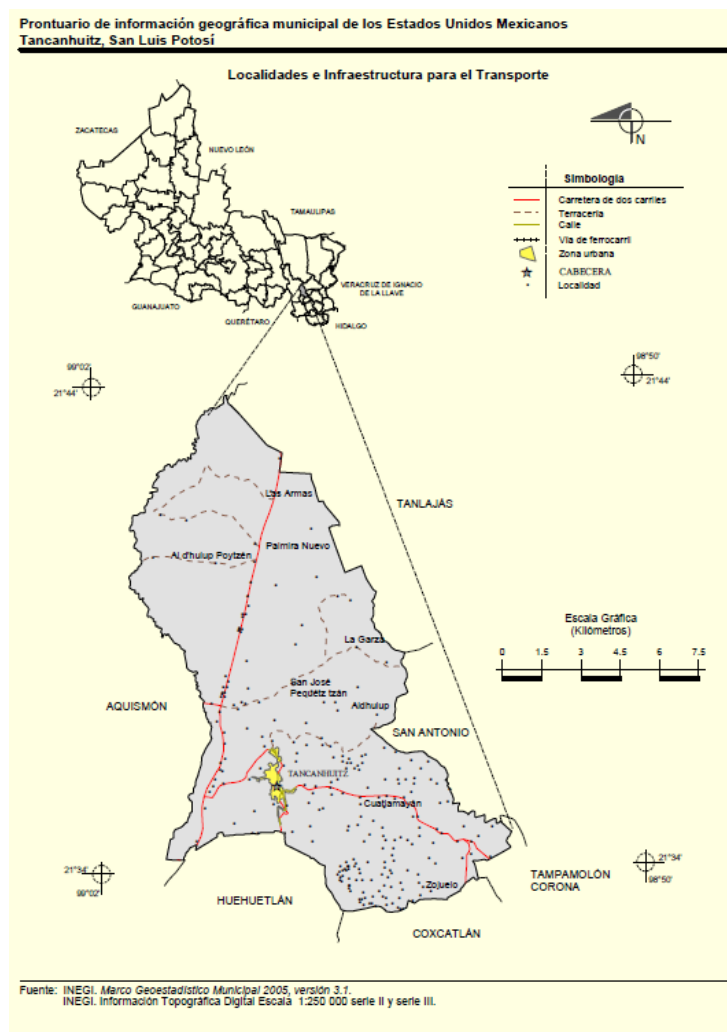 Prontuario de información geográfica municipal de los Estados Unidos Mexicanos
Tancanhuitz, San Luis Potosí
Localidades e Infraestructura para el Transporte
ZACATECAS
NUEVO LEÓN
TAMAULIPAS
VERACRUZ DE IGNACIO
DE LA LLAVE
GUANAJUATO
QUERÉTARO
HIDALGO
N
Simbología
Carretera de dos carriles
Terracería
Calle
Vía de ferrocarril
Zona urbana
CABECERA
Localidad
99°02'
21°44'
98°50'
21°44'
TANLAJÁS
Las Armas
Palmira Nuevo
Al d'hulup Poytzén
Escala Gráfica
(Kilómetros)
0 1.5 3 4.5 6 7.5
La Garza
San José
Pequetz tzán
Aldhulup
AQUISMÓN
SAN ANTONIO
TANCANHUITZ
Cuatjamayán
21°34'
99°02'
21°34'
98°50'
Zojuelo
TAMPAMOLÓN
CORONA
HUEHUETLÁN
COXCATLÁN
Fuente: INEGI. Marco Geoestadístico Municipal 2005, versión 3.1.
INEGI. Información Topográfica Digital Escala 1:250 000 serie II y serie III.